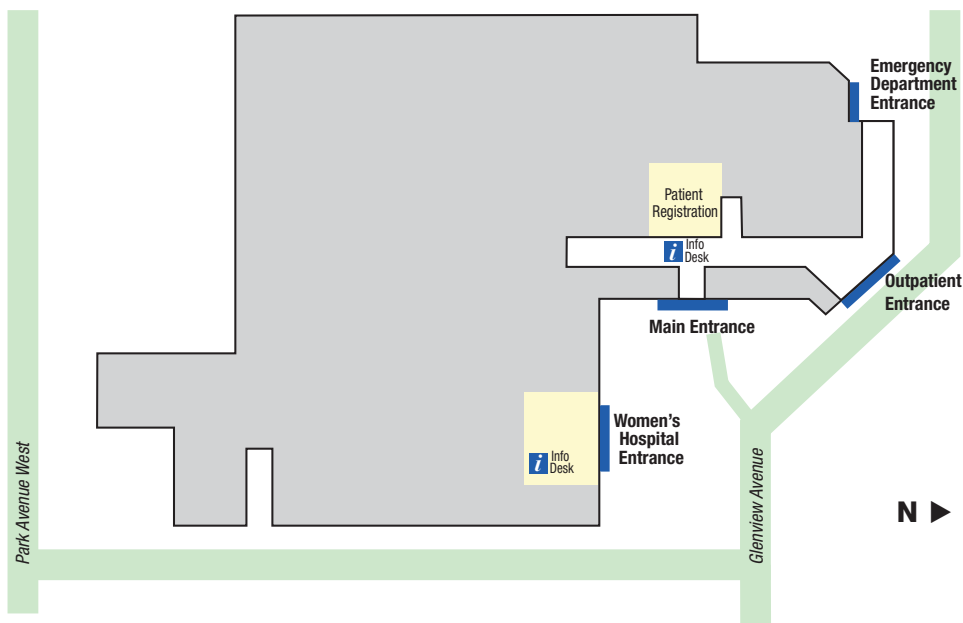 Emergency
Department
Entrance
Patient
Registration
i Info
Desk
Outpatient
Entrance
Main Entrance
Women's
Hospital
Entrance
i Info
Desk
Park Avenue West
Glenview Avenue
N